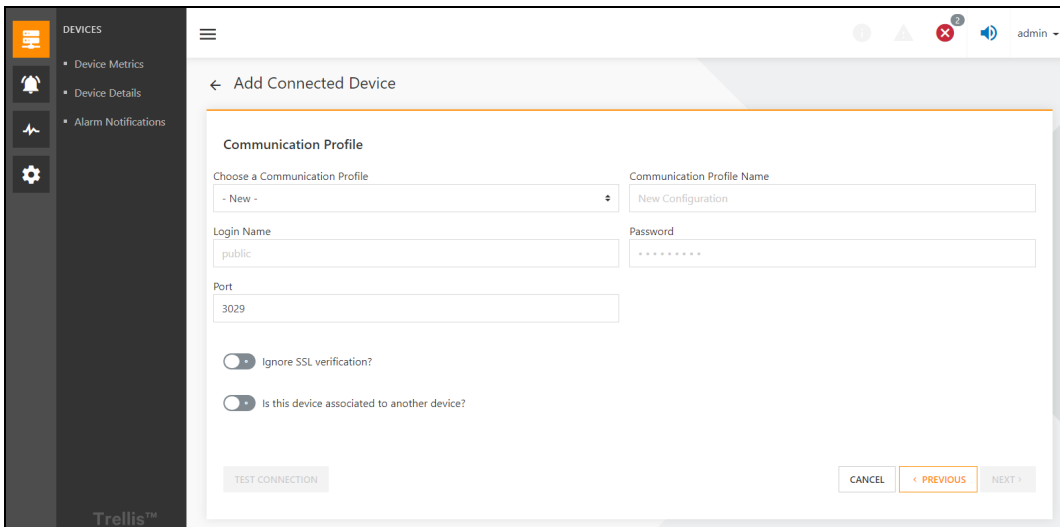 DEVICES
Device Metrics
Device Details
Alarm Notifications
2
admin
Add Connected Device
Communication Profile
Choose a Communication Profile
Communication Profile Name
- New -
New Configuration
Login Name
Password
public
•••••••••
Port
3029
Ignore SSL verification?
Is this device associated to another device?
TEST CONNECTION
CANCEL
< PREVIOUS
NEXT >
Trellis™